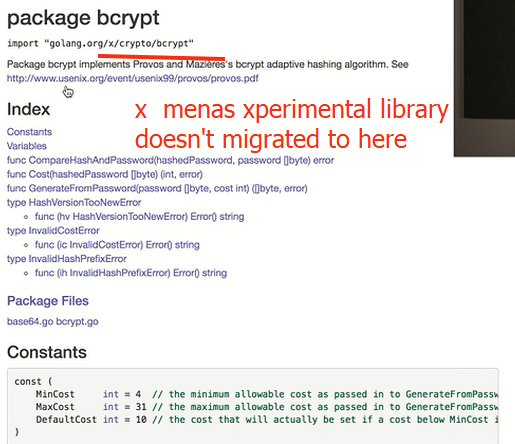 package bcrypt
import "golang.org/x/crypto/bcrypt"
Package bcrypt implements Provos and Mazières's bcrypt adaptive hashing algorithm. See
http://www.usenix.org/event/usenix99/provos/provos.pdf
x menas xperimental library
doesn't migrated to here
Index
Constants
Variables
func CompareHashAndPassword(hashedPassword, password []byte) error
func Cost(hashedPassword []byte) (int, error)
func GenerateFromPassword(password []byte, cost int) ([]byte, error)
type HashVersionTooNewError
func (hv HashVersionTooNewError) Error() string
type InvalidCostError
func (ic InvalidCostError) Error() string
type InvalidHashPrefixError
func (ih InvalidHashPrefixError) Error() string
Package Files
base64.go bcrypt.go
Constants
const (
MinCost int = 4 // the minimum allowable cost as passed in to GenerateFromPassw
MaxCost int = 31 // the maximum allowable cost as passed in to GenerateFromPassw
DefaultCost int = 10 // the cost that will actually be set if a cost below MinCost i
)